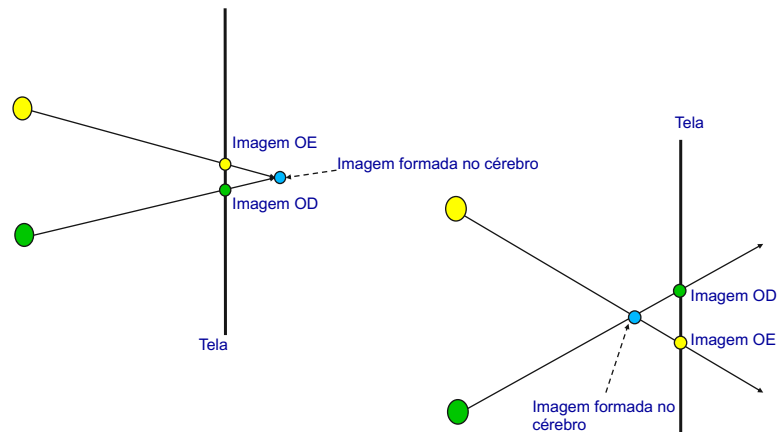 Imagem OE
Imagem formada no cérebro
Imagem OD
Tela
Tela
Imagem OD
Imagem OE
Imagem formada no
cérebro